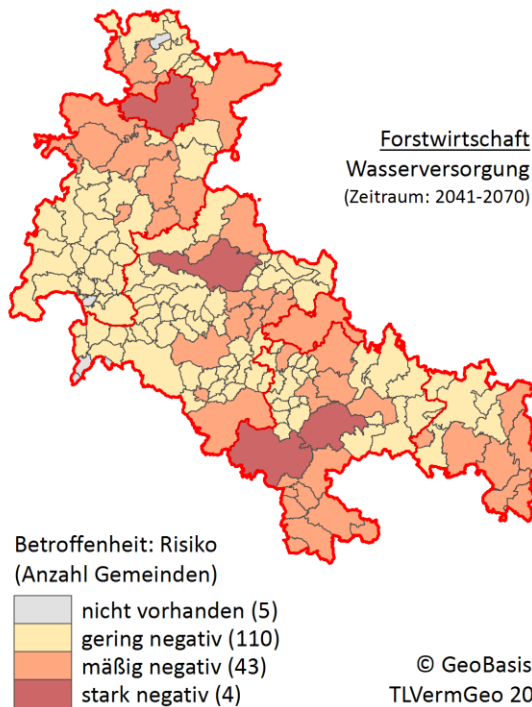 Forstwirtschaft
Wasserversorgung
(Zeitraum: 2041-2070)
Betroffenheit: Risiko
(Anzahl Gemeinden)
nicht vorhanden (5)
gering negativ (110)
mäßig negativ (43)
stark negativ (4)
© GeoBasis
TLVermGeo 20